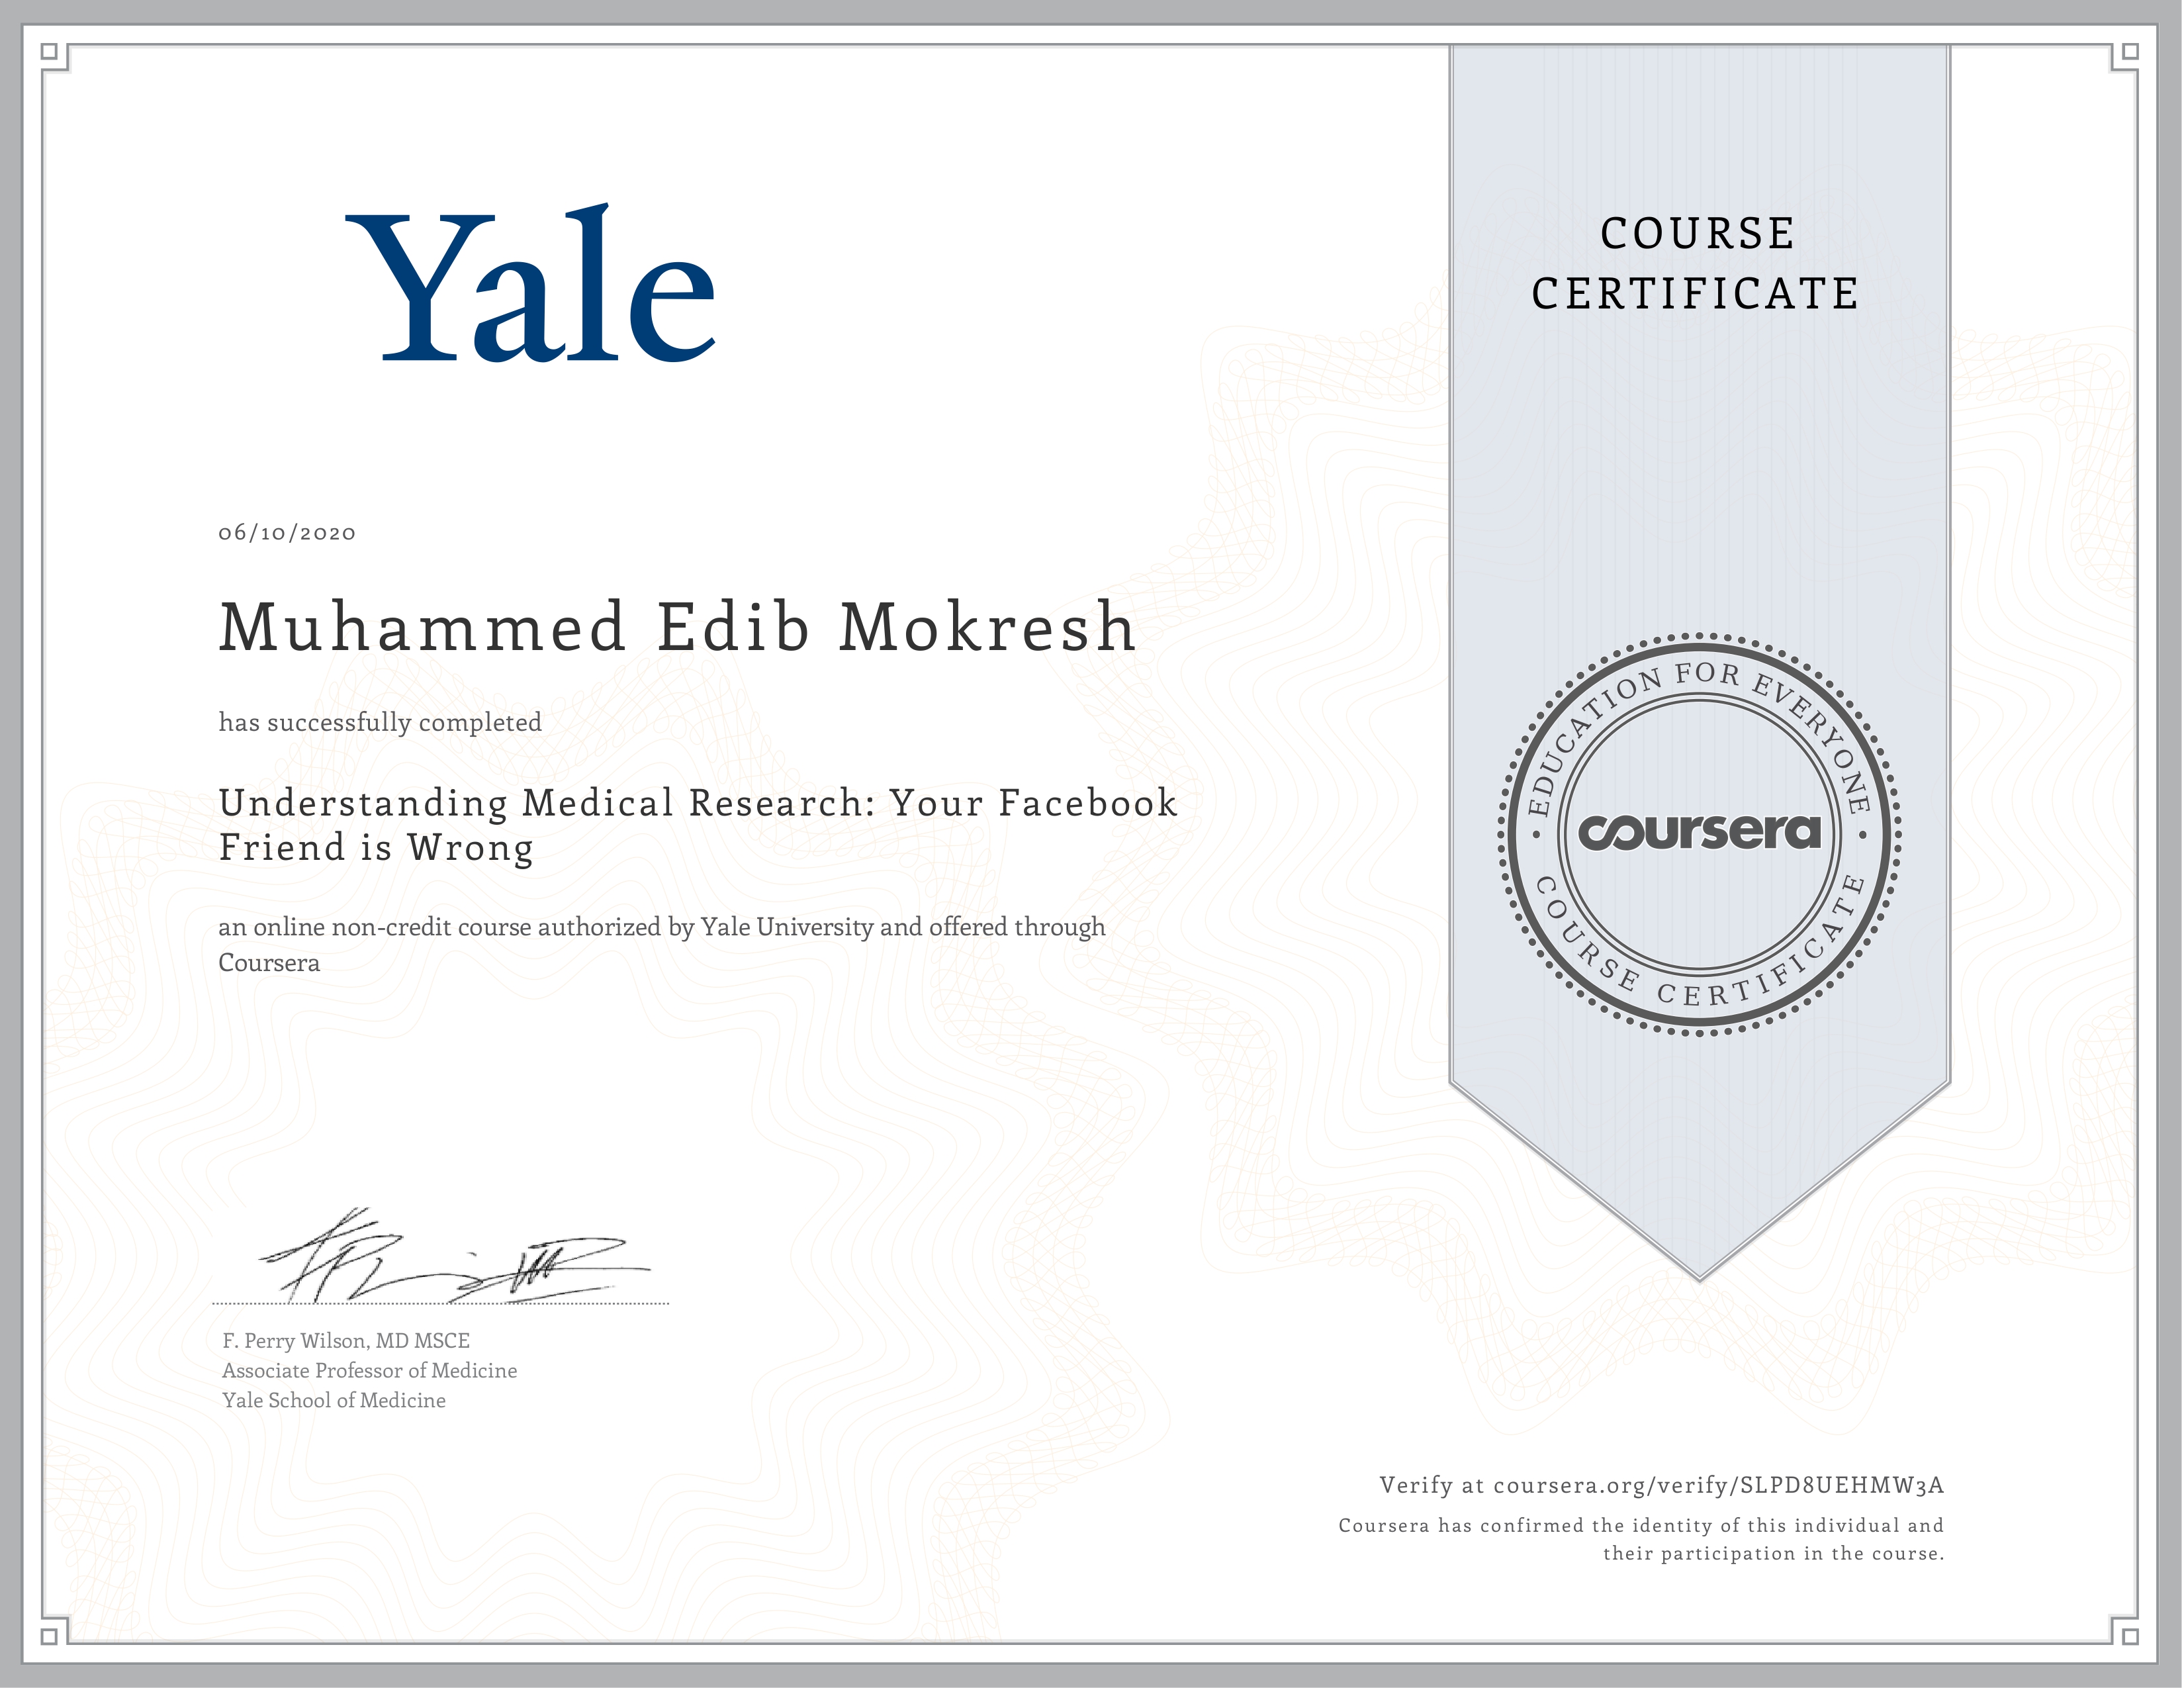 Yale
COURSE
CERTIFICATE
06/10/2020
Muhammed Edib Mokresh
has successfully completed
Understanding Medical Research: Your Facebook
Friend is Wrong
an online non-credit course authorized by Yale University and offered through
Coursera
EDUCATION FOR EVERYONE
coursera
COURSE CERTIFICATE
F. Perry Wilson, MD MSCE
Associate Professor of Medicine
Yale School of Medicine
Verify at coursera.org/verify/SLPD8UEHMW3A
Coursera has confirmed the identity of this individual and
their participation in the course.